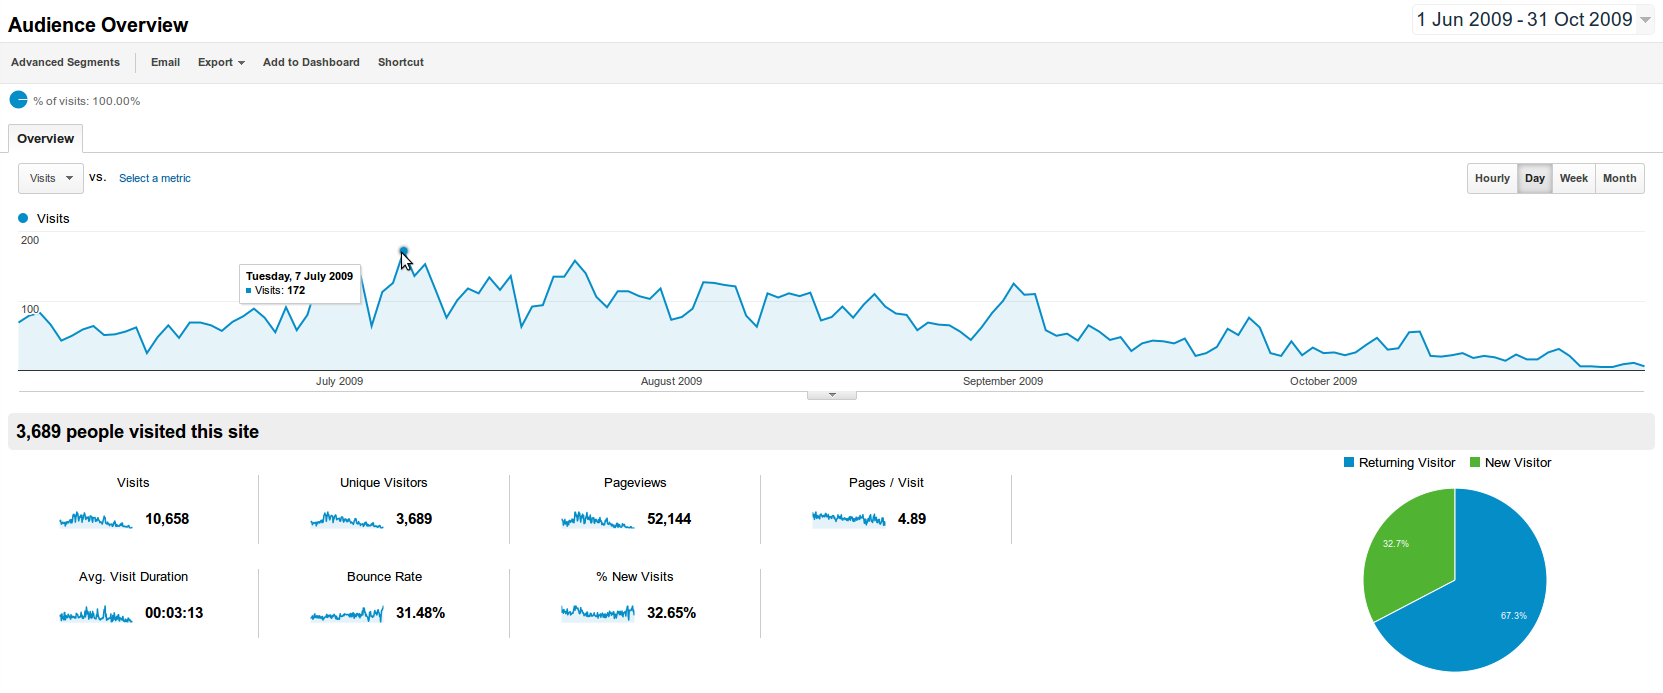 Audience Overview
1 Jun 2009 - 31 Oct 2009
Advanced Segments Email Export Add to Dashboard Shortcut
% of visits: 100.00%
Overview
Visits vs. Select a metric
Hourly Day Week Month
Visits
200
Tuesday, 7 July 2009
Visits: 172
100
July 2009 August 2009 September 2009 October 2009
3,689 people visited this site
Returning Visitor New Visitor
Visits Unique Visitors Pageviews Pages / Visit
10,658 3,689 52,144 4.89
32.7%
Avg. Visit Duration Bounce Rate % New Visits
00:03:13 31.48% 32.65%
67.3%